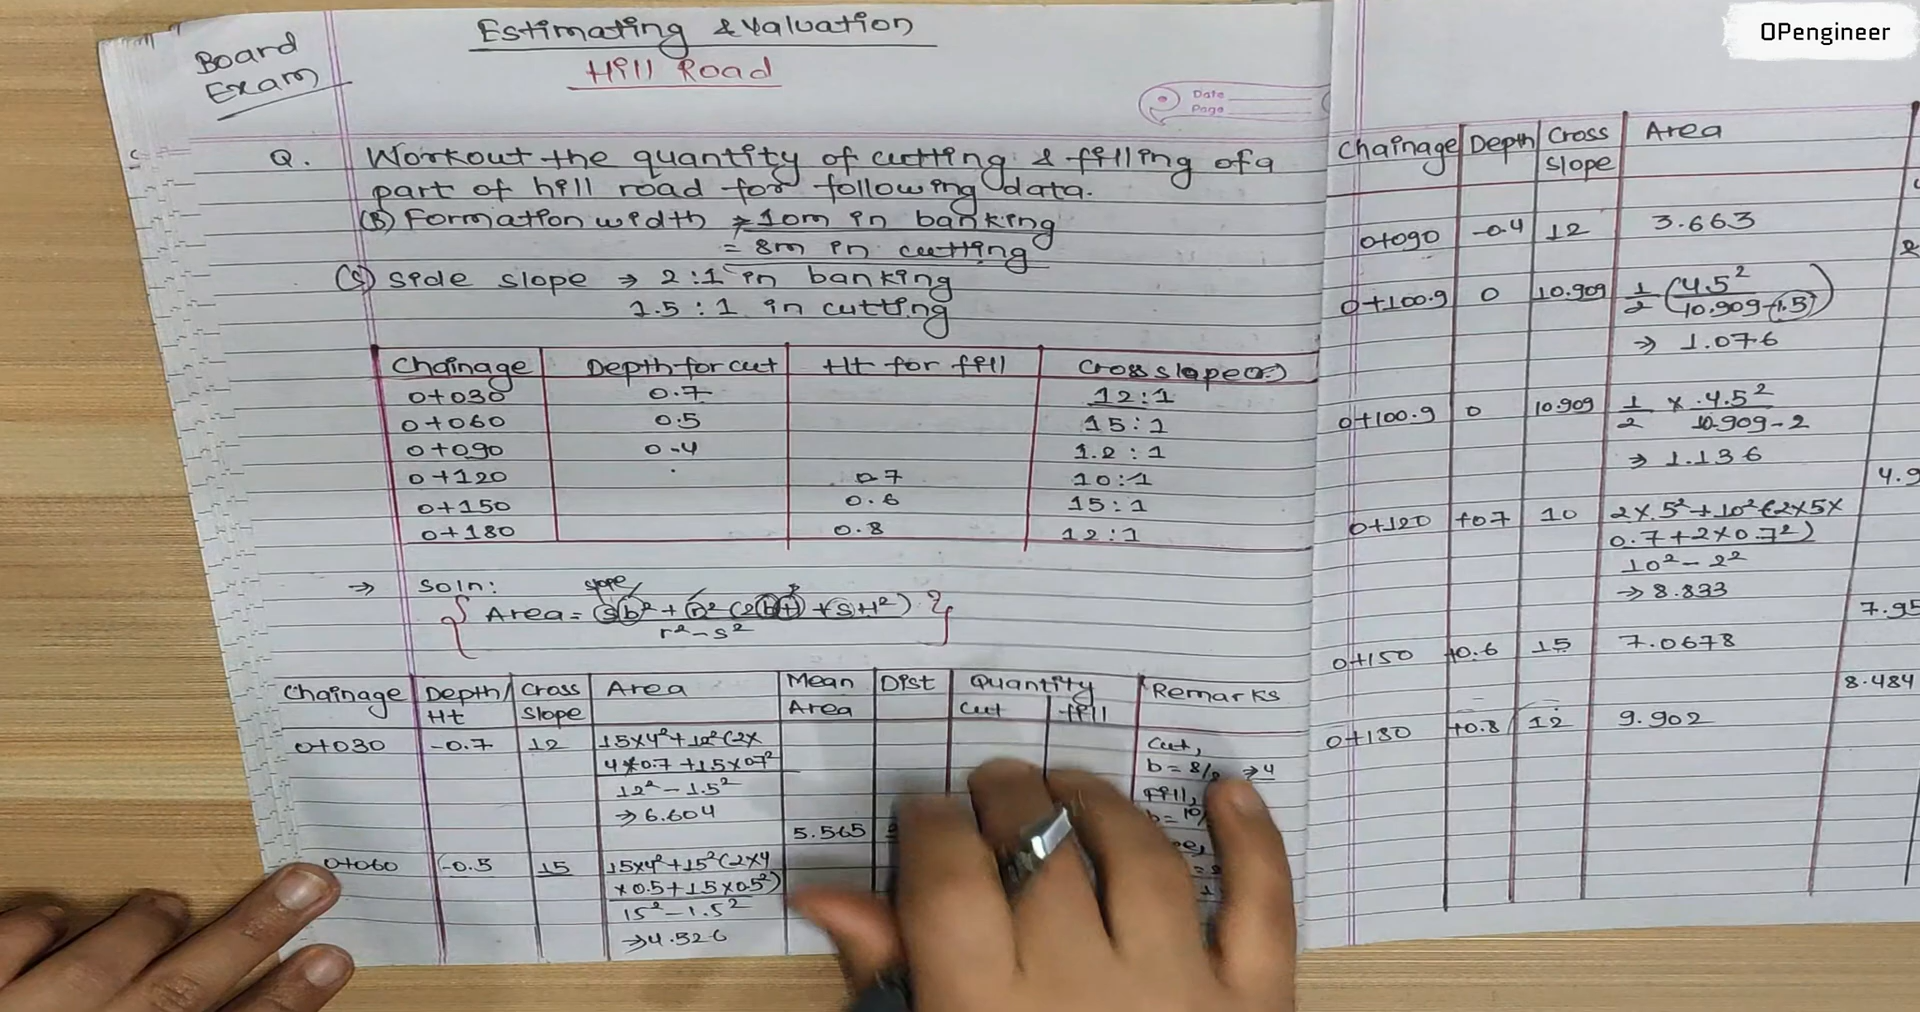 OPengineer
Board
Exam
Estimating & Valuation
Hill Road
Date
Page
Q. Workout the quantity of cutting & filling of a
part of hill road for following data.
(B) Formation width → 10m in banking
= 8m in cutting
(S) side slope → 2:1 in banking
1.5:1 in cutting
Chainage Depth for cut Ht for fill Cross slope(r)
0+030 0.7 12:1
0+060 0.5 15:1
0+090 0.4 12:1
0+120 0.7 10:1
0+150 0.6 15:1
0+180 0.8 12:1
→ Soln: slope
{ Area = sb² + r² (2bH + sH²) }
r² - s²
Chainage Depth/Ht Cross Slope Area Mean Area Dist Quantity Cut fill Remarks
0+030 -0.7 12 1.5×4²+12²(2×
4×0.7+1.5×0.7²
12² - 1.5²
→ 6.604
5.565
Cut,
b = 8/2 → 4
fill,
b = 10/
0+060 -0.5 15 1.5×4²+15²(2×4
×0.5+1.5×0.5²)
15² - 1.5²
→ 4.526
Chainage Depth Cross Slope Area
0+090 -0.4 12 3.663
0+100.9 0 10.909 1/2 (4.5²/10.909-1.5)
→ 1.076
0+100.9 0 10.909 1/2 × 4.5²/10.909-2
→ 1.136
4.9
0+120 +0.7 10 2×5²+10²(2×5×
0.7+2×0.7²)
10² - 2²
→ 8.833
7.95
0+150 +0.6 15 7.0678
8.484
0+180 +0.8 12 9.902